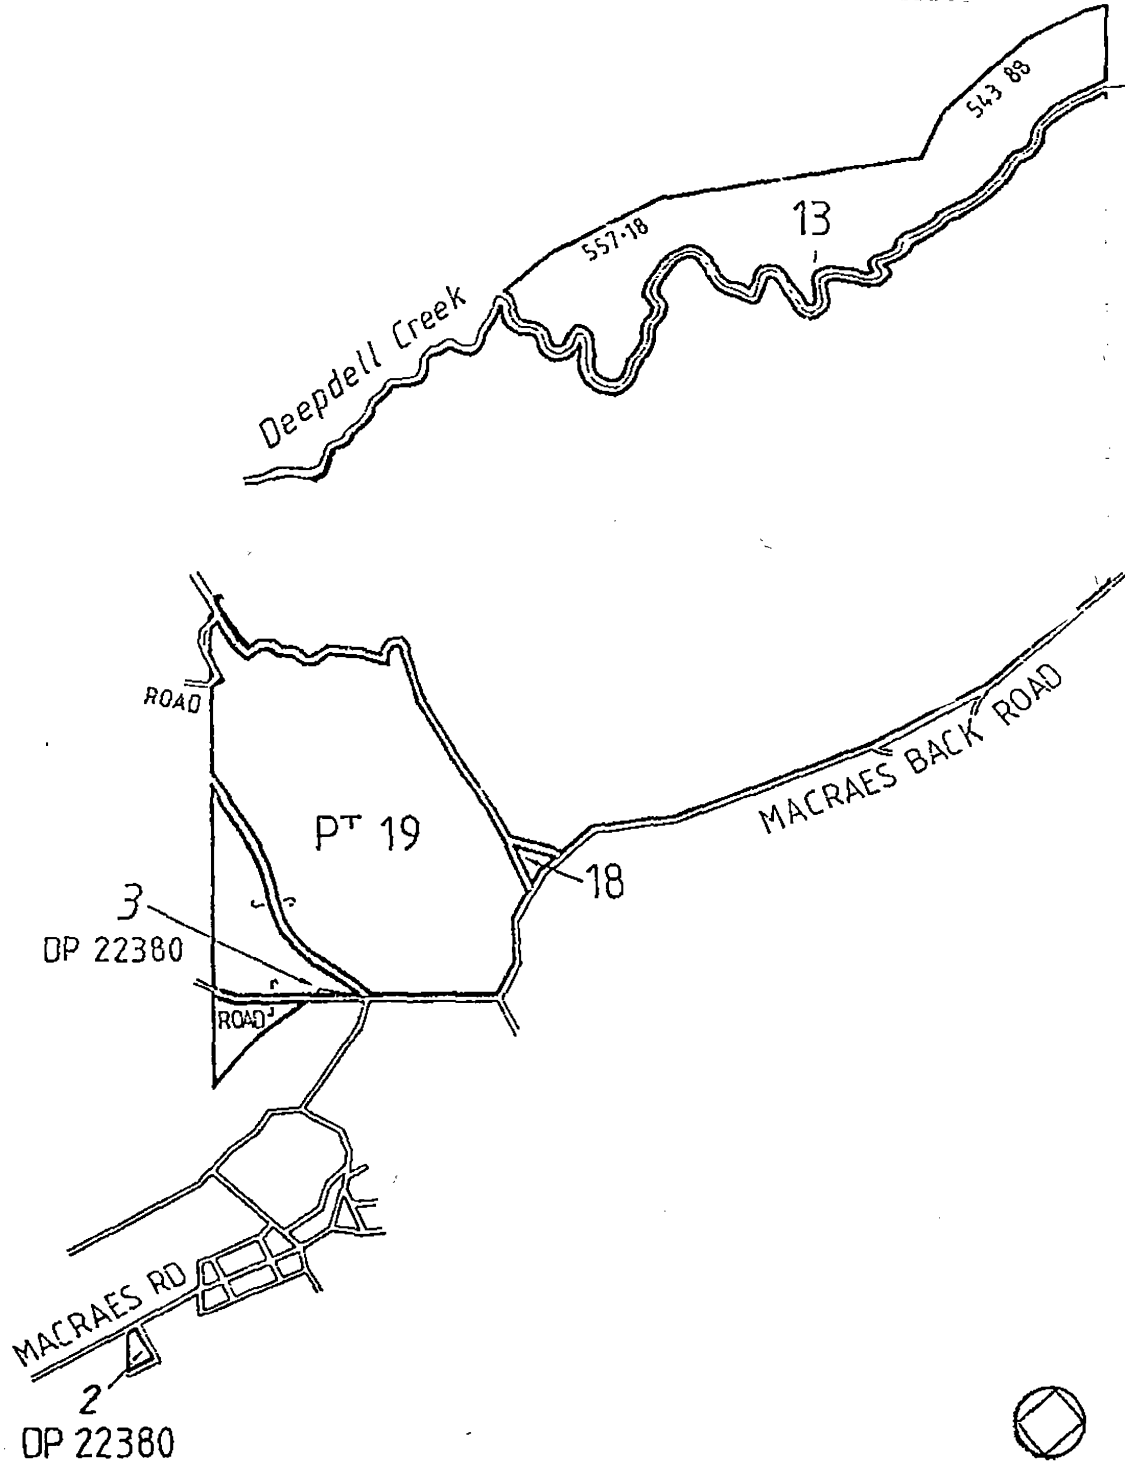 543 88
13
557·18
Deepdell Creek
ROAD
MACRAES BACK ROAD
PT 19
18
3
DP 22380
ROAD
MACRAES RD
2
DP 22380